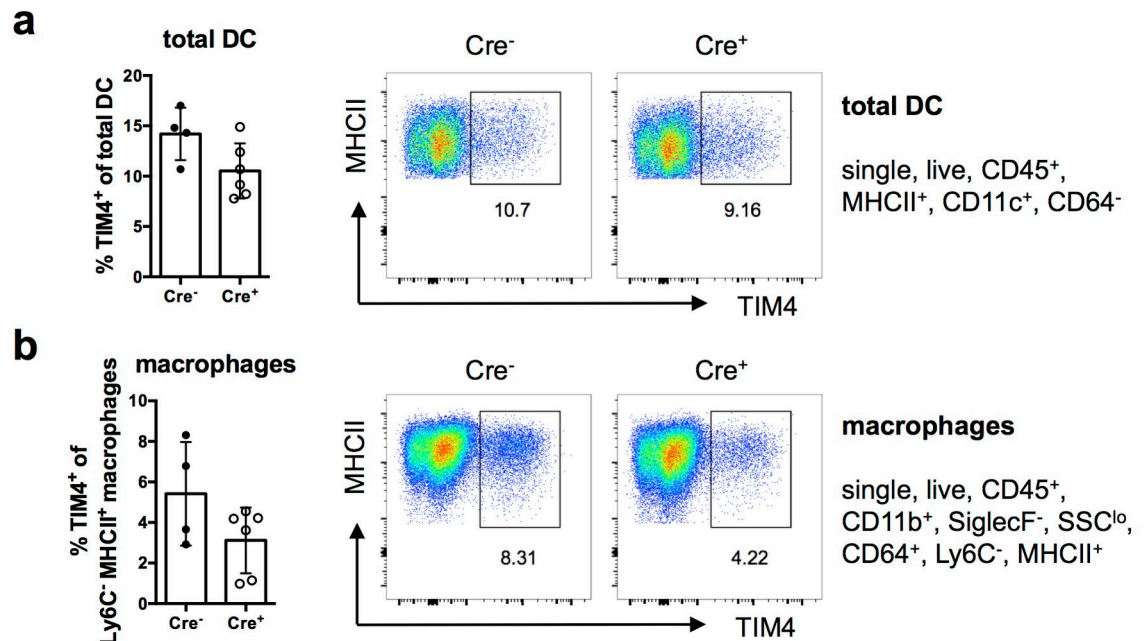 a
total DC
% TIM4⁺ of total DC
20
15
10
5
0
Cre⁻ Cre⁺
Cre⁻ Cre⁺
MHCII
10.7 9.16
TIM4
total DC
single, live, CD45⁺,
MHCII⁺, CD11c⁺, CD64⁻
b
macrophages
% TIM4⁺ of
Ly6C⁻ MHCII⁺ macrophages
10
8
6
4
2
0
Cre⁻ Cre⁺
Cre⁻ Cre⁺
MHCII
8.31 4.22
TIM4
macrophages
single, live, CD45⁺,
CD11b⁺, SiglecF⁻, SSCˡᵒ,
CD64⁺, Ly6C⁻, MHCII⁺